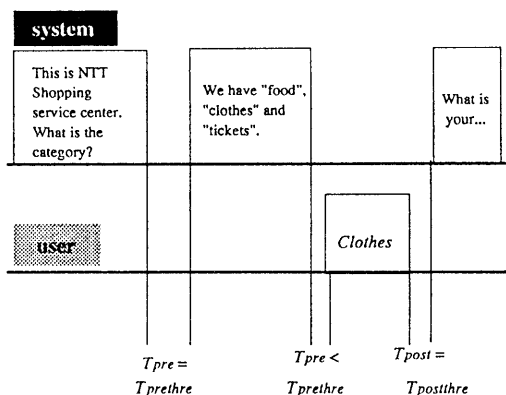 system
This is NTT
Shopping
service center.
What is the
category?
We have "food",
"clothes" and
"tickets".
What is
your...
user
Clothes
Tpre =
Tprethre
Tpre <
Tprethre
Tpost =
Tpostthre